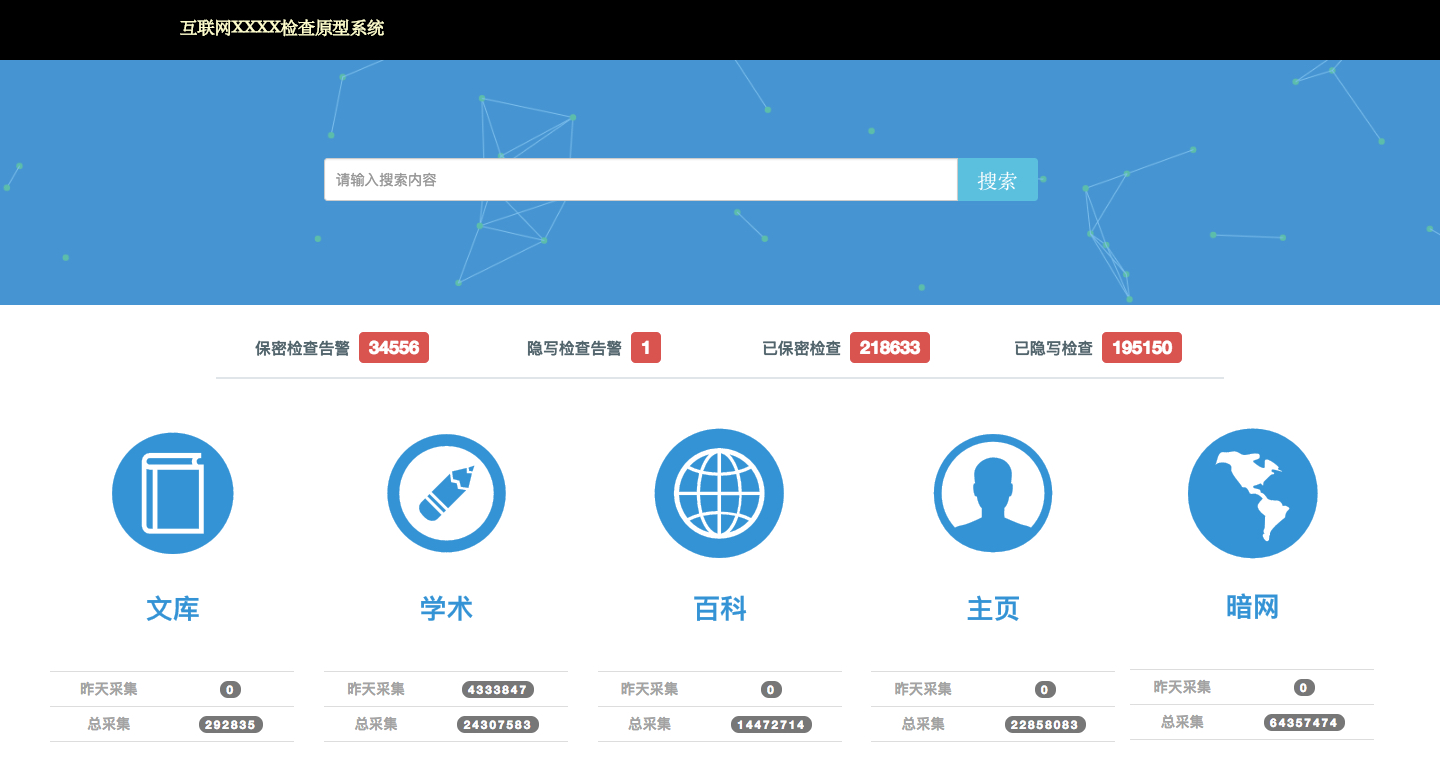 互联网XXXX检查原型系统
请输入搜索内容 搜索
保密检查告警 34556 隐写检查告警 1 已保密检查 218633 已隐写检查 195150
文库 学术 百科 主页 暗网
昨天采集 0 昨天采集 4333847 昨天采集 0 昨天采集 0 昨天采集 0
总采集 292835 总采集 24307583 总采集 14472714 总采集 22858083 总采集 64357474